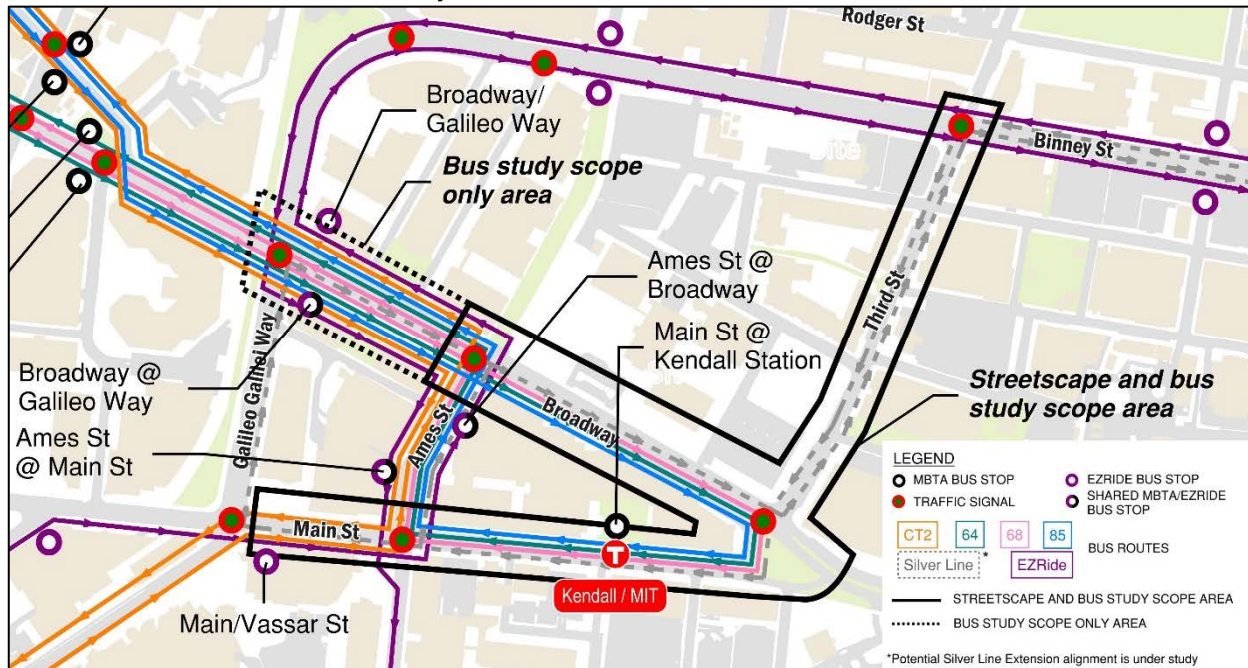 Rodger St
Broadway/
Galileo Way
Bus study scope
only area
Binney St
Ames St @
Broadway
Third St
Main St @
Kendall Station
Broadway @
Galileo Way
Galileo Galilei Way
Ames St
Broadway
Streetscape and bus
study scope area
Ames St
@ Main St
Main St
T
Kendall / MIT
Main/Vassar St
LEGEND
MBTA BUS STOP
EZRIDE BUS STOP
TRAFFIC SIGNAL
SHARED MBTA/EZRIDE
BUS STOP
CT2 64 68 85 BUS ROUTES
Silver Line * EZRide
STREETSCAPE AND BUS STUDY SCOPE AREA
BUS STUDY SCOPE ONLY AREA
*Potential Silver Line Extension alignment is under study